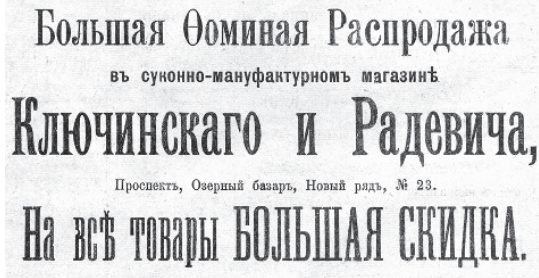 Большая Ѳоминая Распродажа
въ суконно-мануфактурномъ магазинѣ
Ключинскаго и Радевича,
Проспектъ, Озерный базаръ, Новый рядъ, № 23.
На всѣ товары БОЛЬШАЯ СКИДКА.